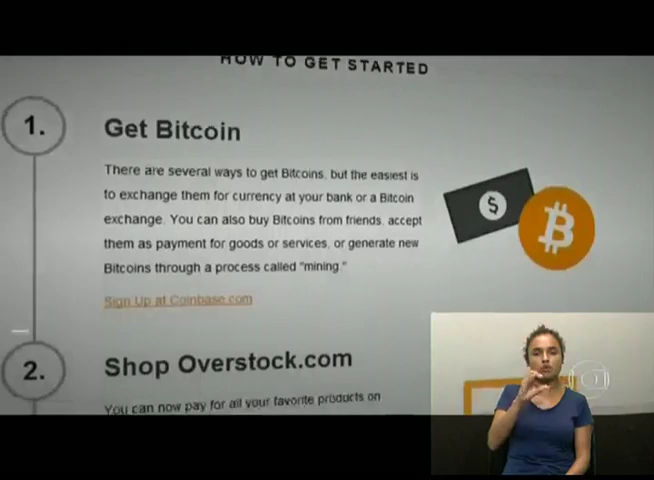 HOW TO GET STARTED
1.
Get Bitcoin
There are several ways to get Bitcoins, but the easiest is
to exchange them for currency at your bank or a Bitcoin
exchange. You can also buy Bitcoins from friends, accept
them as payment for goods or services, or generate new
Bitcoins through a process called "mining."
$
Sign Up at Coinbase.com
2.
Shop Overstock.com
You can now pay for all your favorite products on